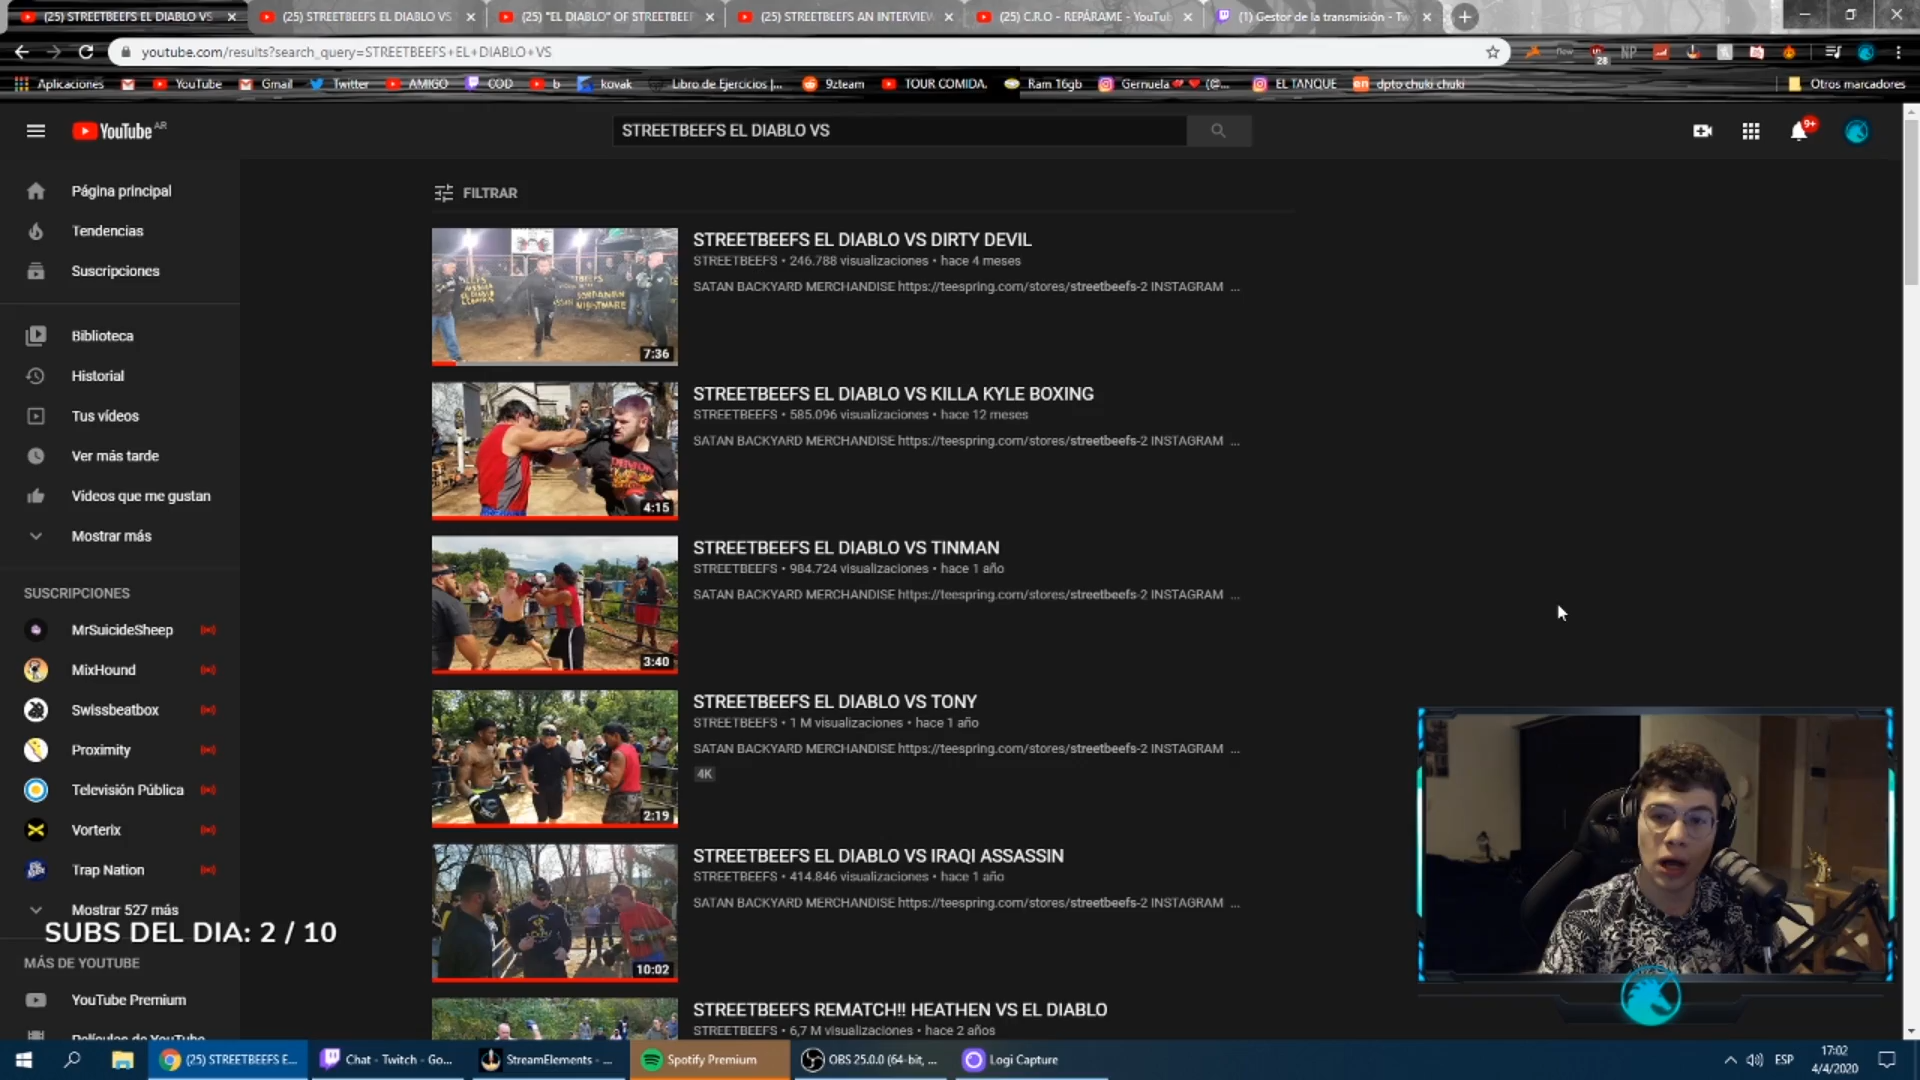 (25) STREETBEEFS EL DIABLO VS
(25) STREETBEEFS EL DIABLO VS
(25) "EL DIABLO" OF STREETBEEF
(25) STREETBEEFS AN INTERVIEW
(25) C.R.O - REPÁRAME - YouTub
(1) Gestor de la transmisión - Tw
youtube.com/results?search_query=STREETBEEFS+EL+DIABLO+VS
28
NP
Aplicaciones
YouTube
Gmail
Twitter
AMIGO
COD
b
kovak
Libro de Ejercicios |...
9zteam
TOUR COMIDA.
Ram 16gb
Gernuela
(@...
EL TANQUE
dpto chuki chuki
Otros marcadores
YouTube AR
STREETBEEFS EL DIABLO VS
9+
Página principal
Tendencias
Suscripciones
Biblioteca
Historial
Tus vídeos
Ver más tarde
Vídeos que me gustan
Mostrar más
SUSCRIPCIONES
MrSuicideSheep
MixHound
Swissbeatbox
Proximity
Televisión Pública
Vorterix
Trap Nation
Mostrar 527 más
SUBS DEL DIA: 2 / 10
MÁS DE YOUTUBE
YouTube Premium
Películas de YouTube
FILTRAR
STREETBEEFS EL DIABLO VS DIRTY DEVIL
STREETBEEFS • 246.788 visualizaciones • hace 4 meses
SATAN BACKYARD MERCHANDISE https://teespring.com/stores/streetbeefs-2 INSTAGRAM ...
7:36
STREETBEEFS EL DIABLO VS KILLA KYLE BOXING
STREETBEEFS • 585.096 visualizaciones • hace 12 meses
SATAN BACKYARD MERCHANDISE https://teespring.com/stores/streetbeefs-2 INSTAGRAM ...
4:15
STREETBEEFS EL DIABLO VS TINMAN
STREETBEEFS • 984.724 visualizaciones • hace 1 año
SATAN BACKYARD MERCHANDISE https://teespring.com/stores/streetbeefs-2 INSTAGRAM ...
3:40
STREETBEEFS EL DIABLO VS TONY
STREETBEEFS • 1 M visualizaciones • hace 1 año
SATAN BACKYARD MERCHANDISE https://teespring.com/stores/streetbeefs-2 INSTAGRAM ...
4K
2:19
STREETBEEFS EL DIABLO VS IRAQI ASSASSIN
STREETBEEFS • 414.846 visualizaciones • hace 1 año
SATAN BACKYARD MERCHANDISE https://teespring.com/stores/streetbeefs-2 INSTAGRAM ...
10:02
STREETBEEFS REMATCH!! HEATHEN VS EL DIABLO
STREETBEEFS • 6,7 M visualizaciones • hace 2 años
(25) STREETBEEFS E...
Chat - Twitch - Go...
StreamElements - ...
Spotify Premium
OBS 25.0.0 (64-bit, ...
Logi Capture
ESP
17:02
4/4/2020